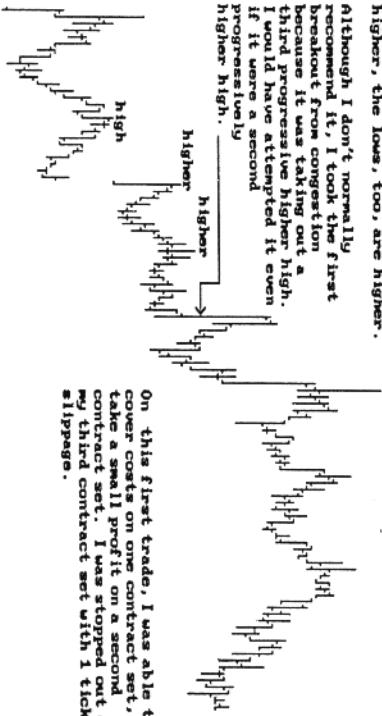 higher, the lows, too, are higher.
Although I don't normally
recommend it, I took the first
breakout from congestion
because it was taking out a
third progressive higher high.
I would have attempted it even
if it were a second
progressively
higher high.
high
higher
higher
On this first trade, I was able
cover costs on one contract set,
take a small profit on a second
contract set. I was stopped out
my third contract set with 1
slippage.